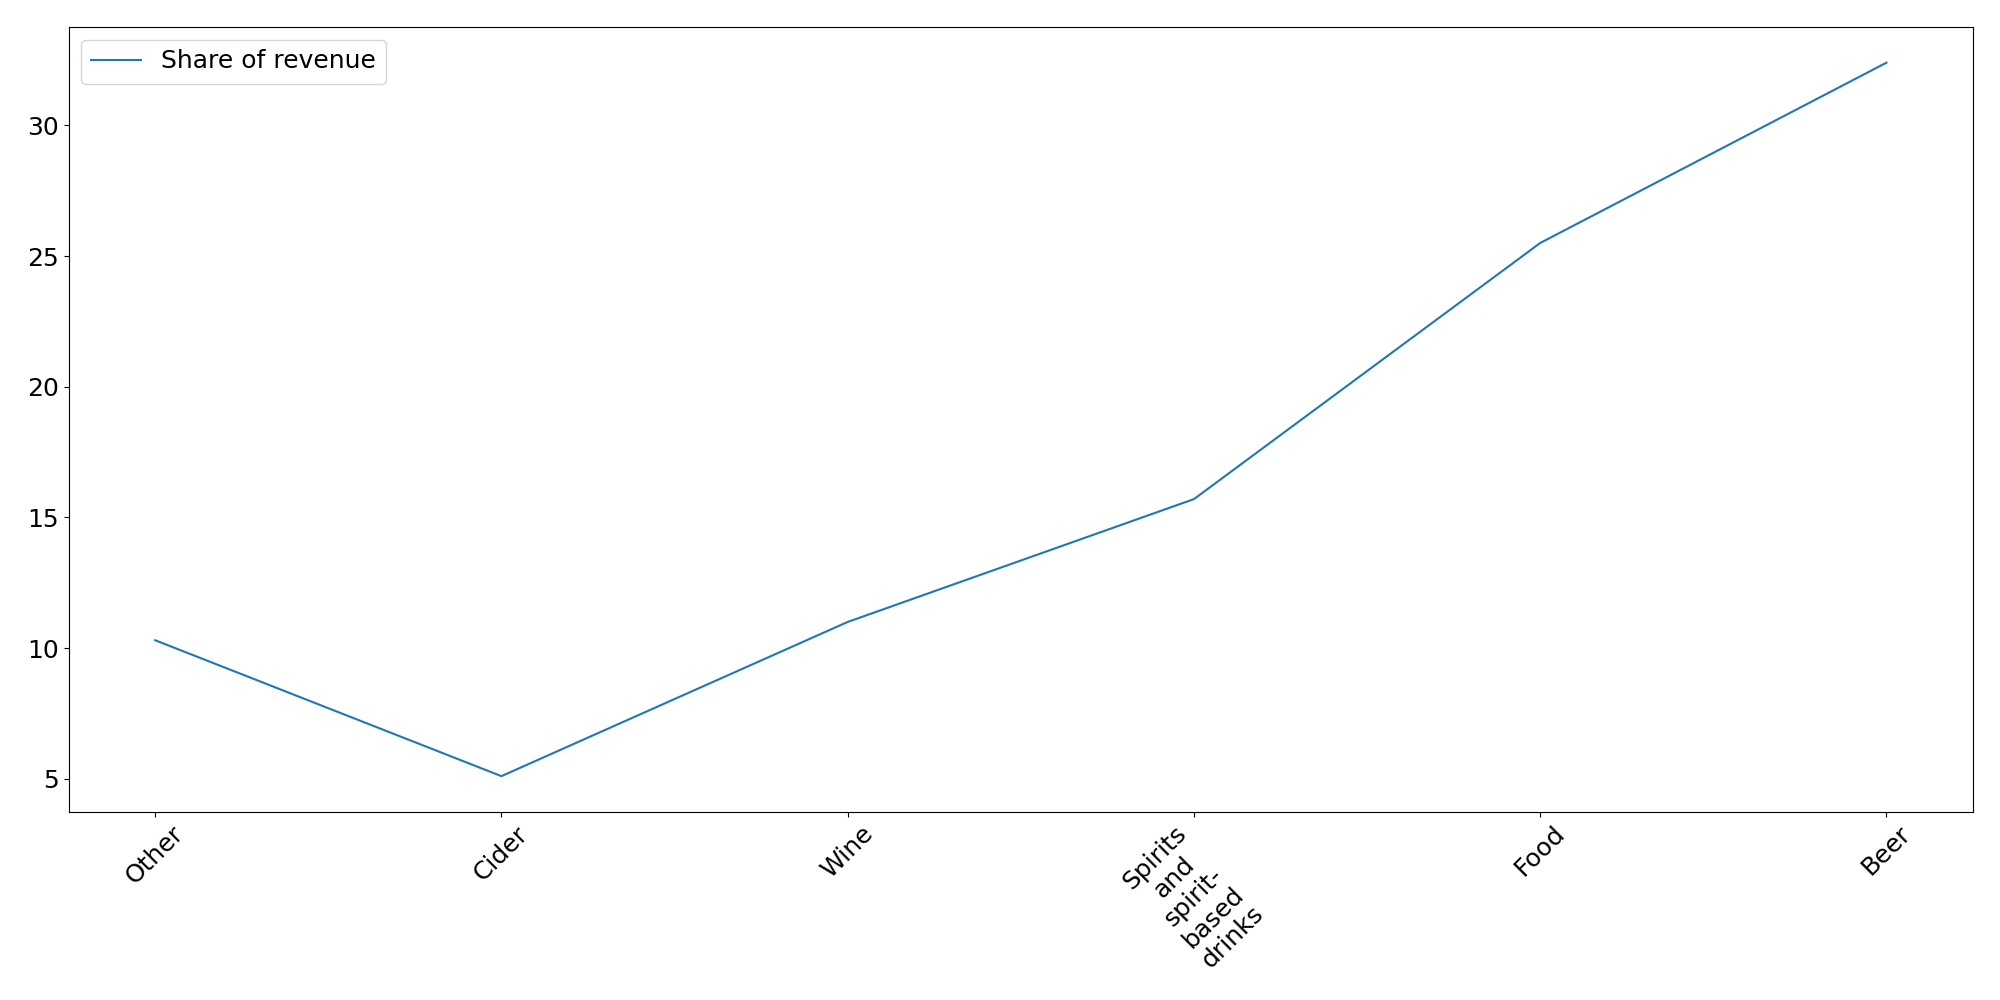 Share of revenue
30
25
20
15
10
5
Other
Cider
Wine
Spirits
and
spirit-
based
drinks
Food
Beer